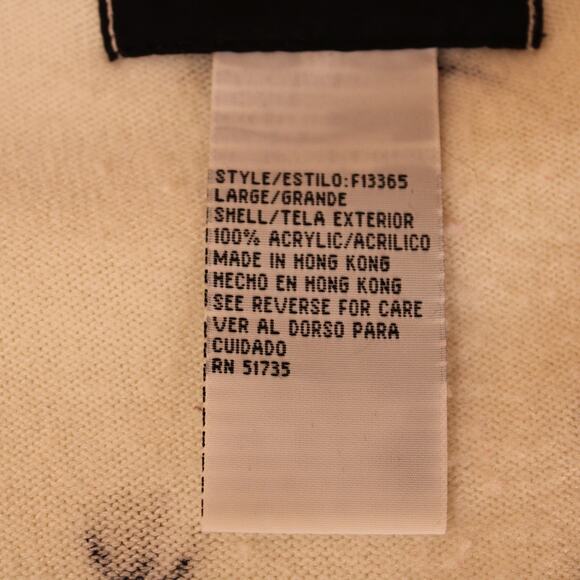 STYLE/ESTILO:F13365
LARGE/GRANDE
SHELL/TELA EXTERIOR
100% ACRYLIC/ACRILICO
MADE IN HONG KONG
HECHO EN HONG KONG
SEE REVERSE FOR CARE
VER AL DORSO PARA
CUIDADO
RN 51735